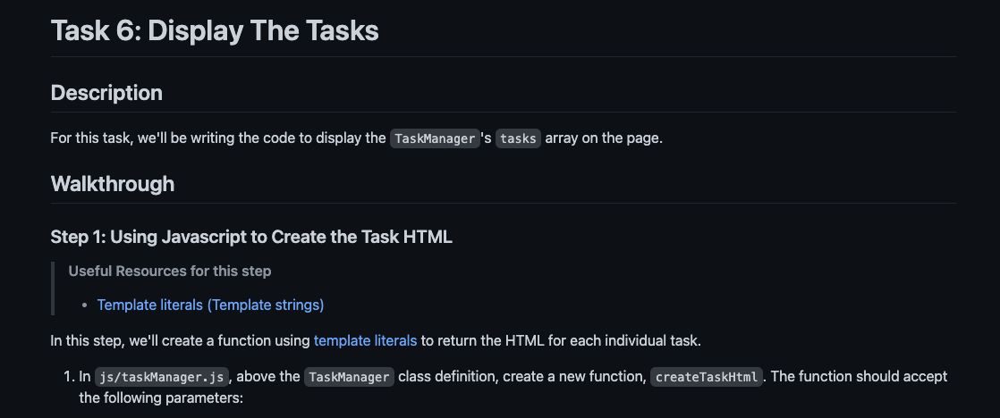 Task 6: Display The Tasks
Description
For this task, we'll be writing the code to display the TaskManager's tasks array on the page.
Walkthrough
Step 1: Using Javascript to Create the Task HTML
Useful Resources for this step
• Template literals (Template strings)
In this step, we'll create a function using template literals to return the HTML for each individual task.
1. In js/taskManager.js, above the TaskManager class definition, create a new function, createTaskHtml. The function should accept
the following parameters: